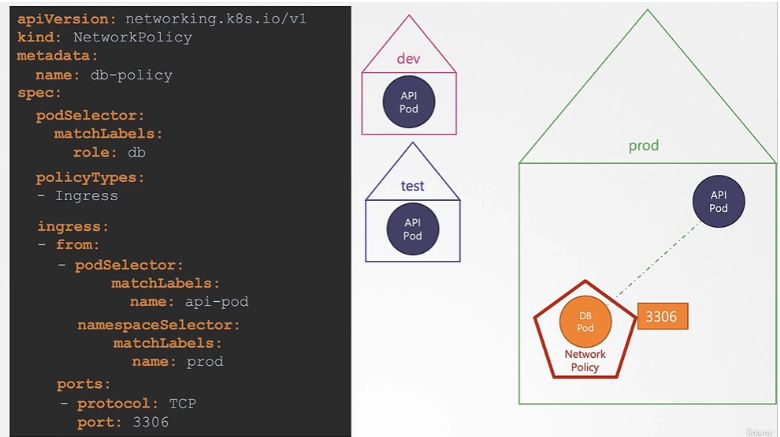 apiVersion: networking.k8s.io/v1
kind: NetworkPolicy
metadata:
  name: db-policy
spec:
  podSelector:
    matchLabels:
      role: db
  policyTypes:
  - Ingress
  ingress:
  - from:
    - podSelector:
          matchLabels:
            name: api-pod
      namespaceSelector:
          matchLabels:
            name: prod
    ports:
    - protocol: TCP
      port: 3306
dev
API
Pod
test
API
Pod
prod
API
Pod
DB
Pod
3306
Network
Policy
Udemy